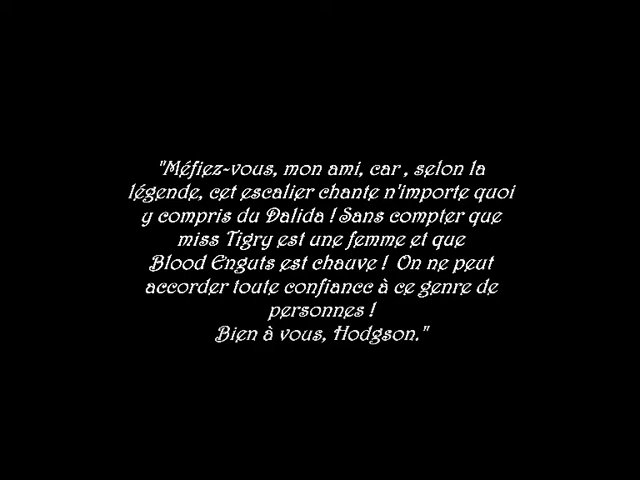 "Méfiez-vous, mon ami, car , selon la
légende, cet escalier chante n'importe quoi
y compris du Dalida ! Sans compter que
miss Tigry est une femme et que
Blood Enguts est chauve !  On ne peut
accorder toute confiance à ce genre de
personnes !
Bien à vous, Hodgson."